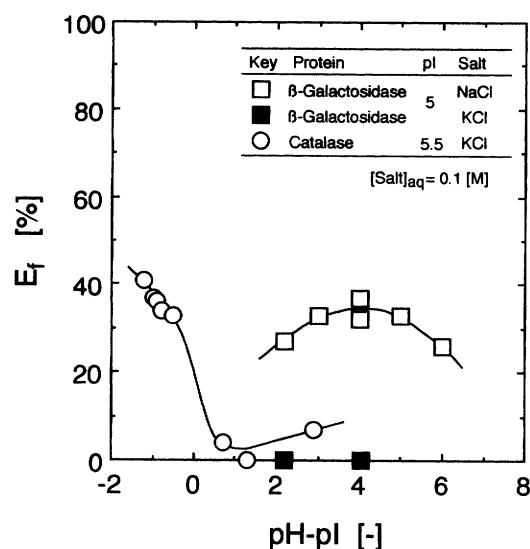 100
80
60
40
20
0
E_f [%]
Key Protein pI Salt
ß-Galactosidase 5 NaCl
ß-Galactosidase KCl
Catalase 5.5 KCl
[Salt]aq = 0.1 [M]
-2 0 2 4 6 8
pH-pI [-]